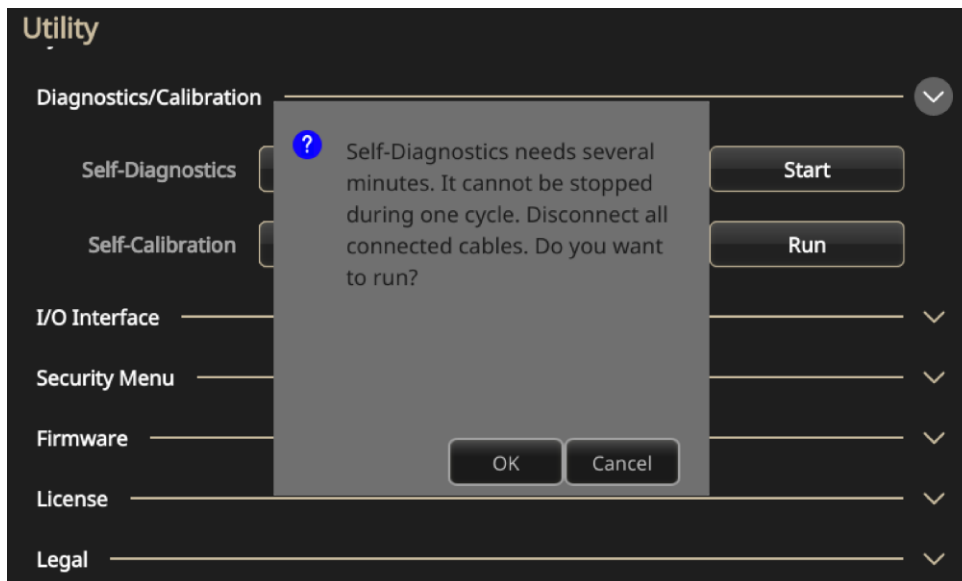 Utility
Diagnostics/Calibration
?
Self-Diagnostics needs several
minutes. It cannot be stopped
during one cycle. Disconnect all
connected cables. Do you want
to run?
Self-Diagnostics
Start
Self-Calibration
Run
I/O Interface
Security Menu
Firmware
OK
Cancel
License
Legal